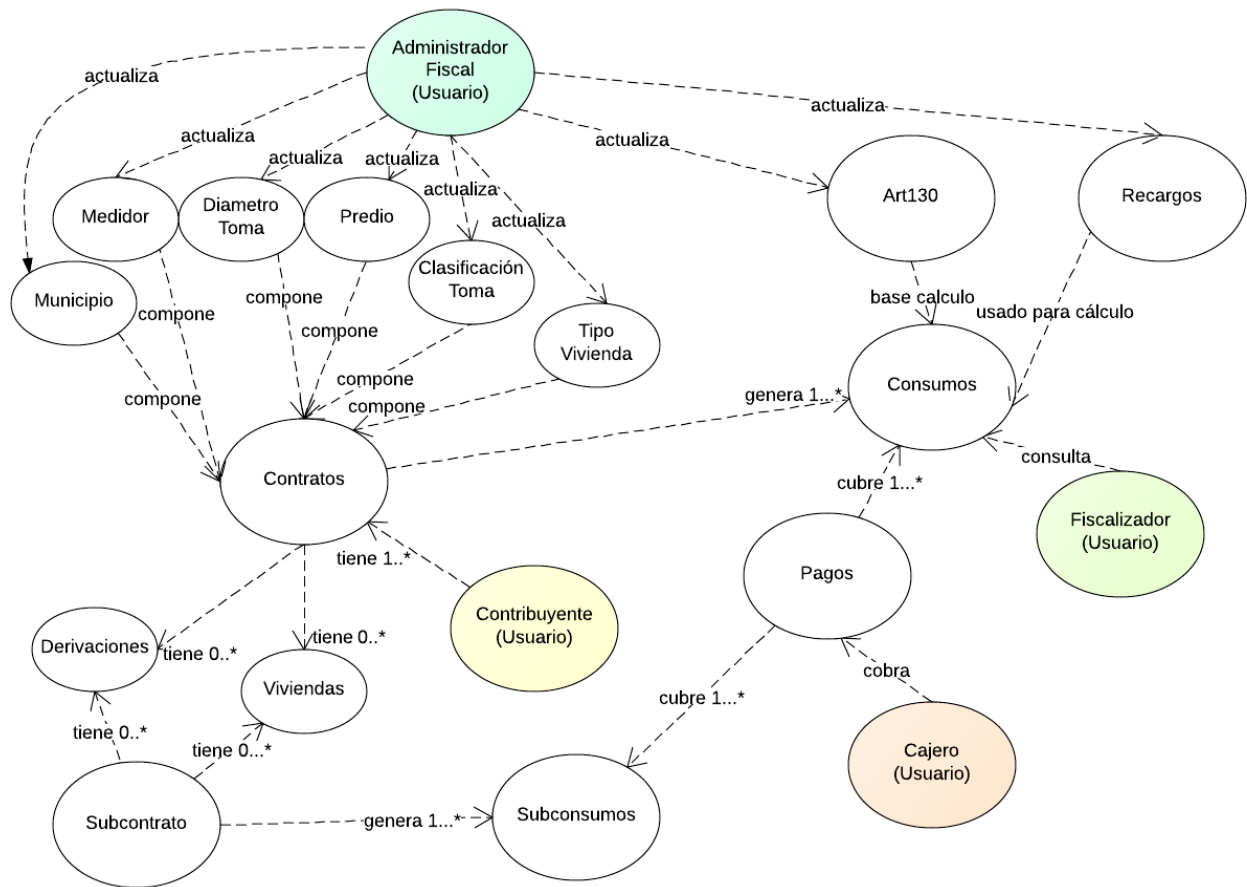 Administrador
Fiscal
(Usuario)
actualiza
actualiza
actualiza
actualiza
actualiza
actualiza
actualiza
actualiza
Medidor
Diametro
Toma
Predio
Clasificación
Toma
Tipo
Vivienda
Art130
Recargos
Municipio
compone
compone
compone
compone
compone
compone
base calculo
usado para cálculo
Consumos
genera 1...*
Contratos
consulta
cubre 1...*
Fiscalizador
(Usuario)
tiene 1..*
Pagos
Contribuyente
(Usuario)
Derivaciones
tiene 0..*
tiene 0..*
Viviendas
cobra
cubre 1...*
tiene 0..*
tiene 0...*
Cajero
(Usuario)
Subcontrato
genera 1...*
Subconsumos